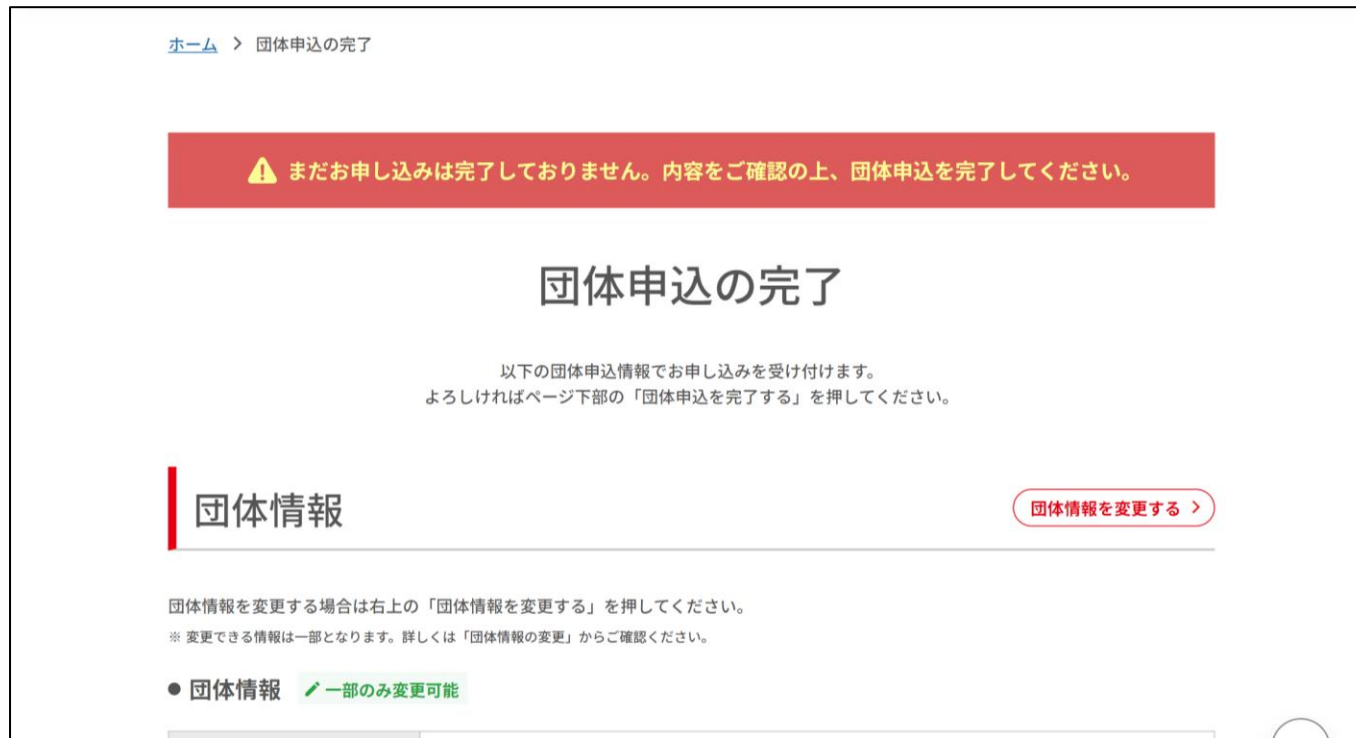 ホーム > 団体申込の完了
まだお申し込みは完了しておりません。内容をご確認の上、団体申込を完了してください。
団体申込の完了
以下の団体申込情報でお申し込みを受け付けます。
よろしければページ下部の「団体申込を完了する」を押してください。
団体情報
団体情報を変更する >
団体情報を変更する場合は右上の「団体情報を変更する」を押してください。
※ 変更できる情報は一部となります。詳しくは「団体情報の変更」からご確認ください。
● 団体情報 一部のみ変更可能